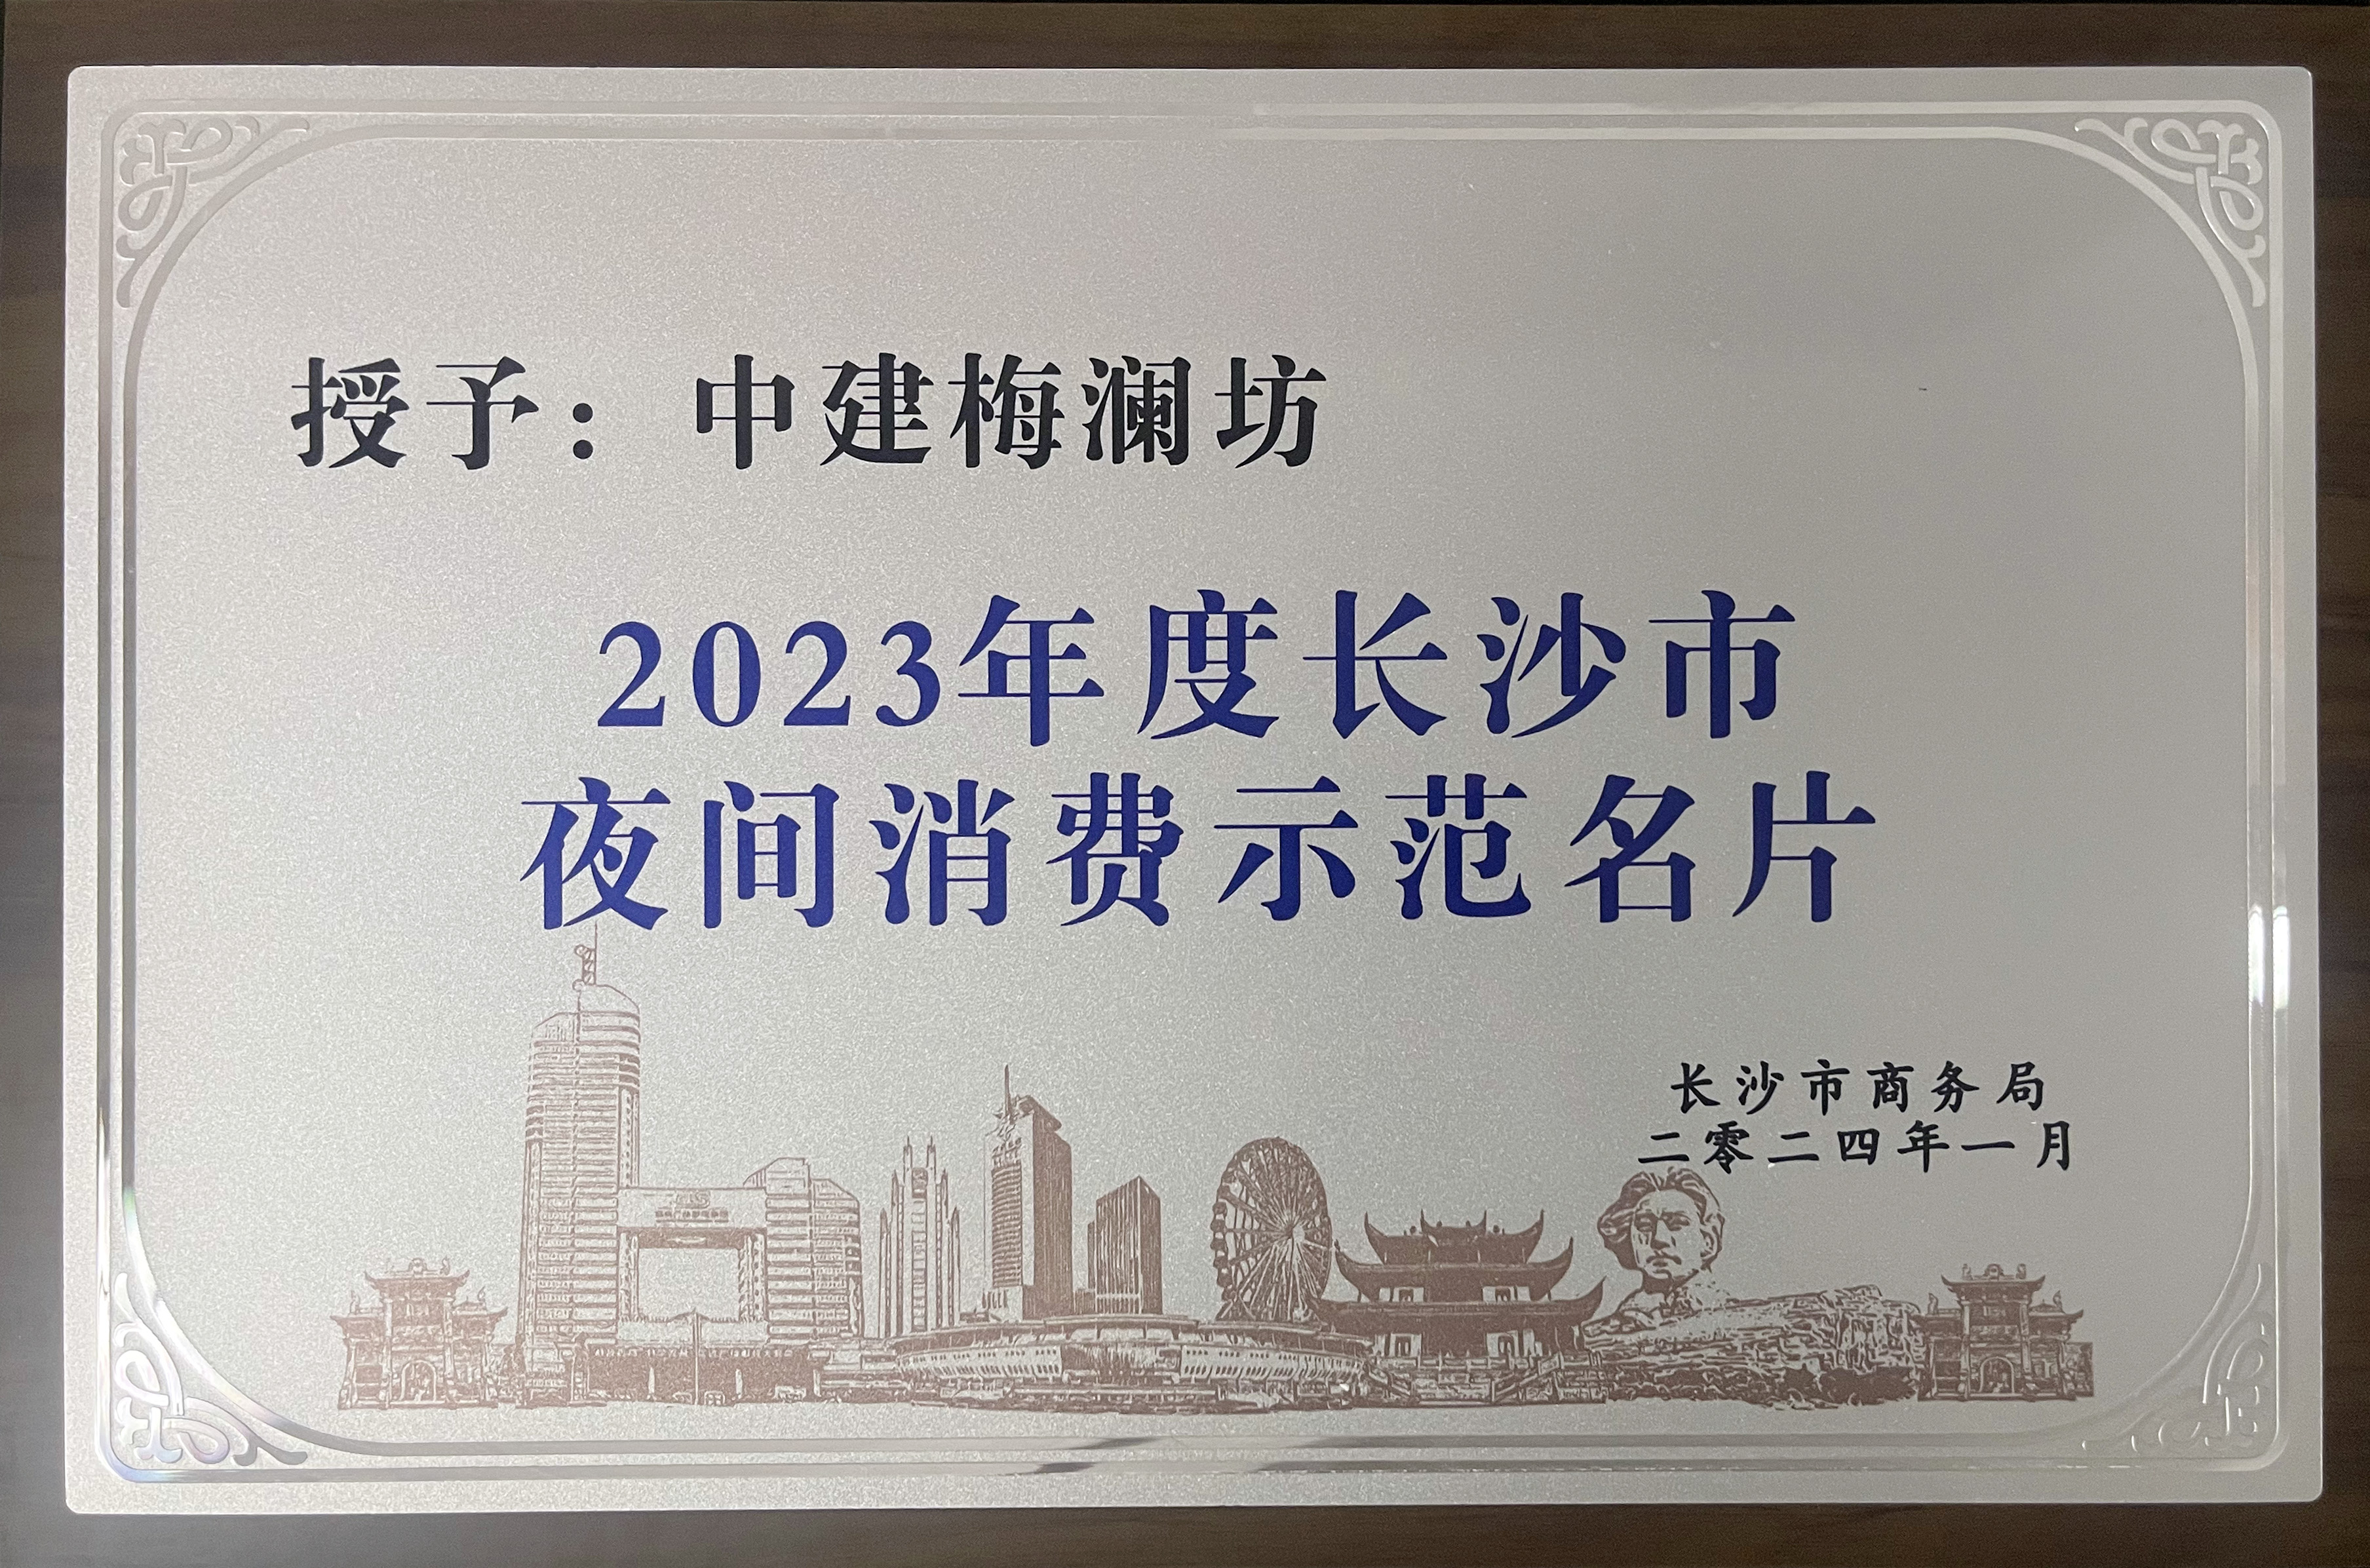 授予：中建梅澜坊
2023年度长沙市
夜间消费示范名片
长沙市商务局
二零二四年一月